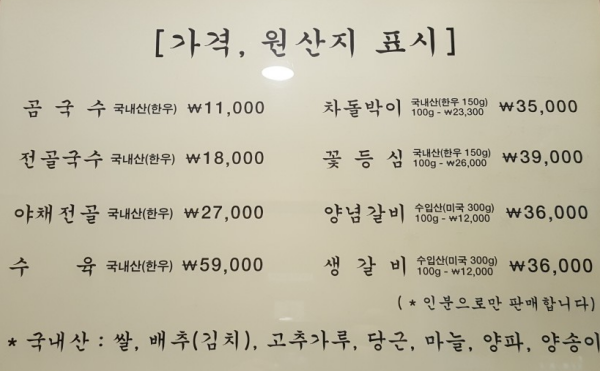 [가격, 원산지 표시]
곰국수 국내산(한우) ₩11,000
전골국수 국내산(한우) ₩18,000
야채전골 국내산(한우) ₩27,000
수육 국내산(한우) ₩59,000
차돌박이 국내산(한우 150g) 100g - ₩23,300 ₩35,000
꽃등심 국내산(한우 150g) 100g - ₩26,000 ₩39,000
양념갈비 수입산(미국 300g) 100g - ₩12,000 ₩36,000
생갈비 수입산(미국 300g) 100g - ₩12,000 ₩36,000
(* 인분으로만 판매합니다)
* 국내산 : 쌀, 배추(김치), 고추가루, 당근, 마늘, 양파, 양송이